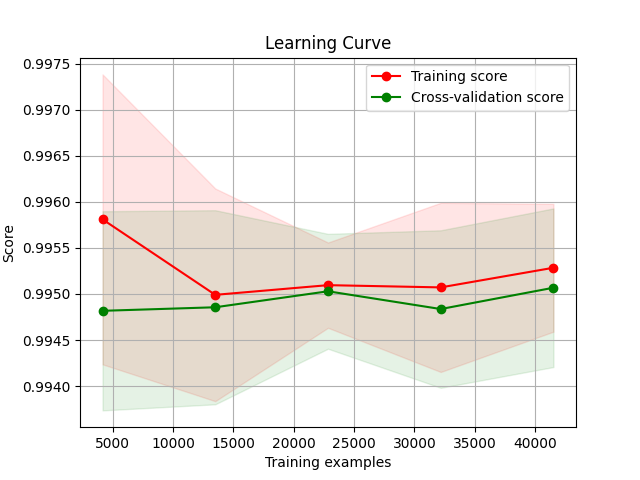 Learning Curve
0.9975
0.9970
0.9965
0.9960
0.9955
0.9950
0.9945
0.9940
Score
Training score
Cross-validation score
5000 10000 15000 20000 25000 30000 35000 40000
Training examples